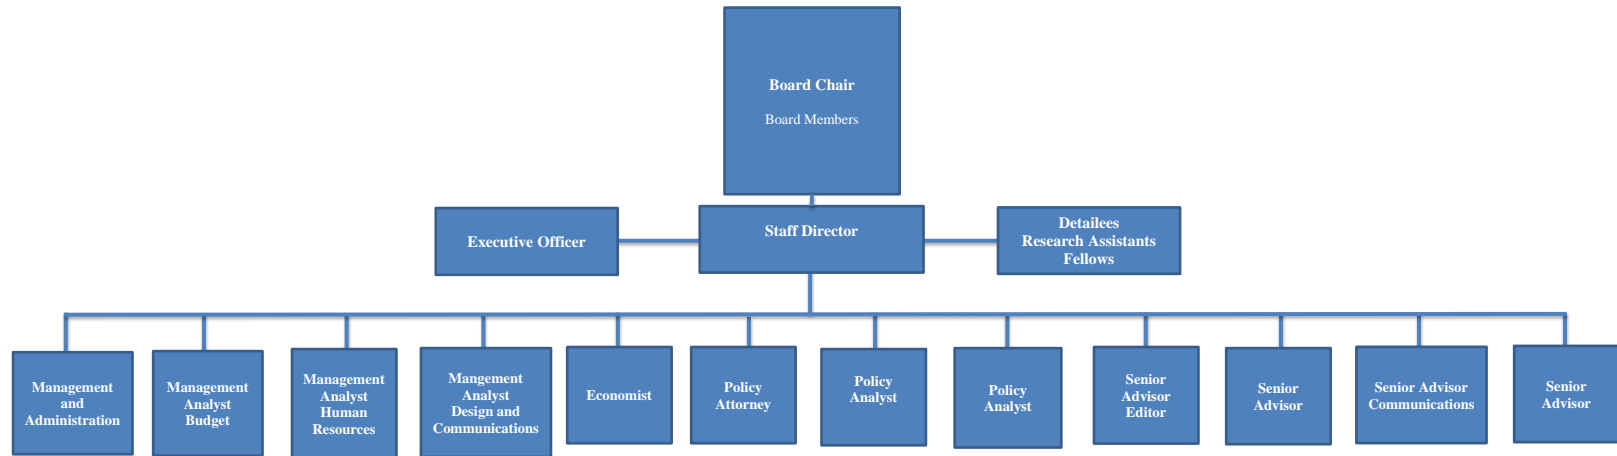 Board Chair
Board Members
Executive Officer
Staff Director
Detailees
Research Assistants
Fellows
Management
and
Administration
Management
Analyst
Budget
Management
Analyst
Human
Resources
Mangement
Analyst
Design and
Communications
Economist
Policy
Attorney
Policy
Analyst
Policy
Analyst
Senior
Advisor
Editor
Senior
Advisor
Senior Advisor
Communications
Senior
Advisor